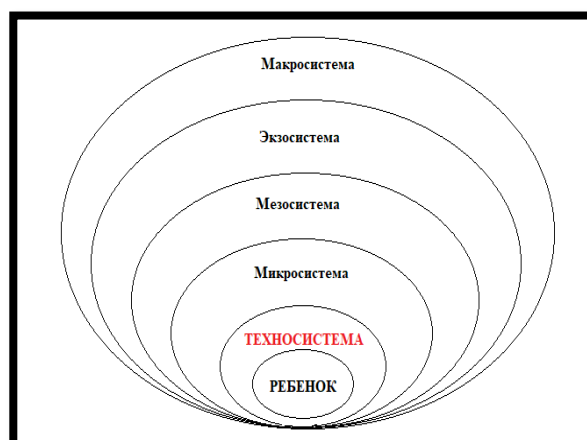 Макросистема
Экзосистема
Мезосистема
Микросистема
ТЕХНОСИСТЕМА
РЕБЕНОК